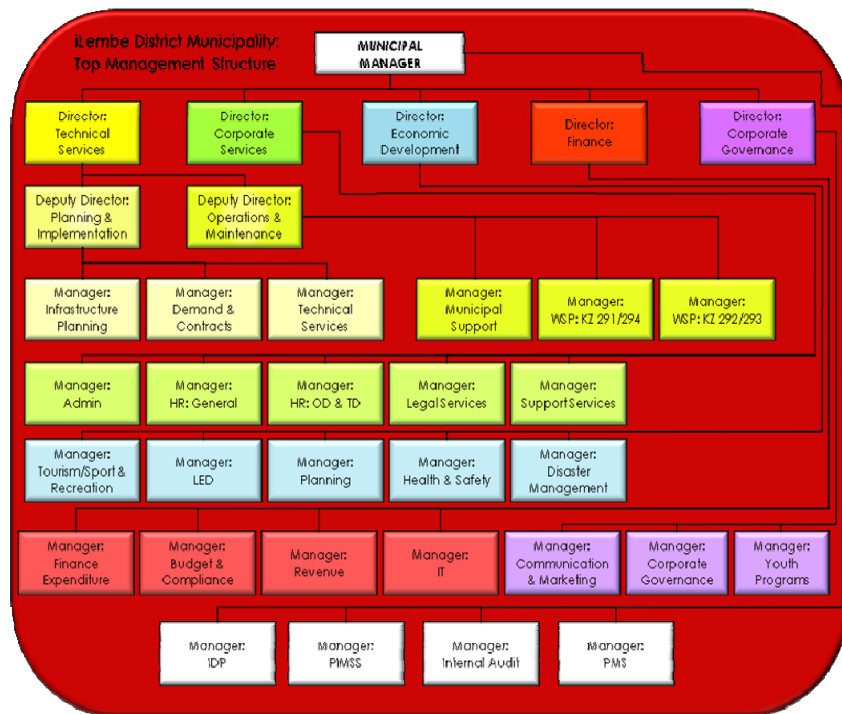 iLembe District Municipality:
Top Management Structure
MUNICIPAL
MANAGER
Director:
Technical
Services
Director:
Corporate
Services
Director:
Economic
Development
Director:
Finance
Director:
Corporate
Governance
Deputy Director:
Planning &
Implementation
Deputy Director:
Operations &
Maintenance
Manager:
Infrastructure
Planning
Manager:
Demand &
Contracts
Manager:
Technical
Services
Manager:
Municipal
Support
Manager:
WSP: KZ 291/294
Manager:
WSP: KZ 292/293
Manager:
Admin
Manager:
HR: General
Manager:
HR: OD & TD
Manager:
Legal Services
Manager:
Support Services
Manager:
Tourism/Sport &
Recreation
Manager:
LED
Manager:
Planning
Manager:
Health & Safety
Manager:
Disaster
Management
Manager:
Finance
Expenditure
Manager:
Budget &
Compliance
Manager:
Revenue
Manager:
IT
Manager:
Communication
& Marketing
Manager:
Corporate
Governance
Manager:
Youth
Programs
Manager:
IDP
Manager:
PIMSS
Manager:
Internal Audit
Manager:
PMS